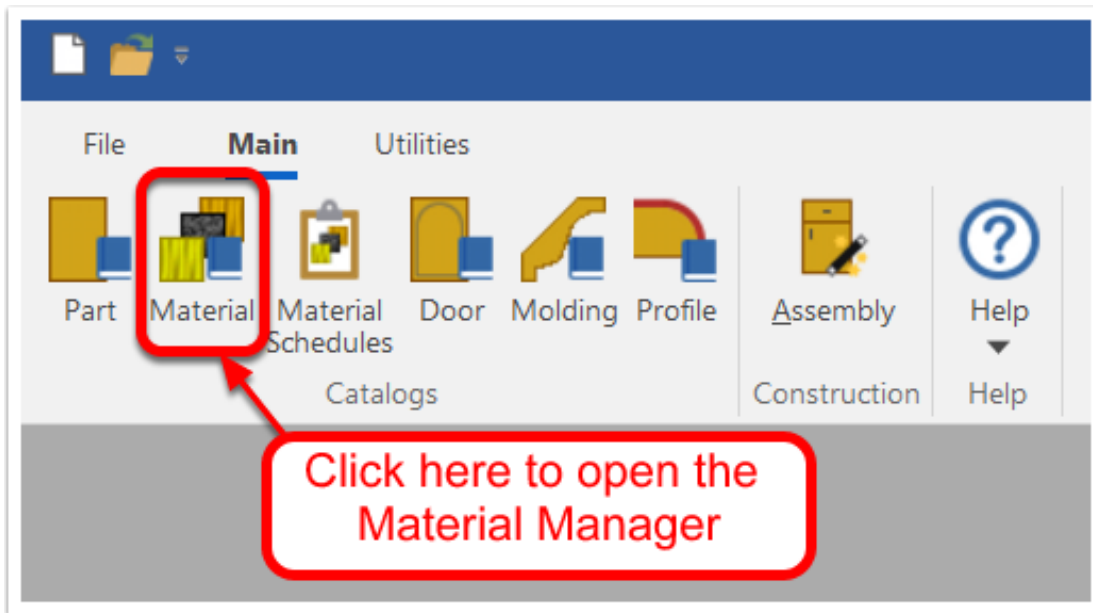 File Main Utilities
Part Material Material Schedules Door Molding Profile Assembly Help
Catalogs Construction Help
Click here to open the
Material Manager